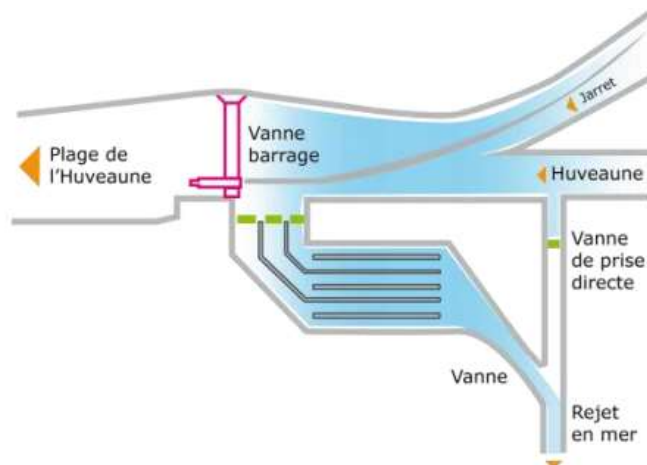 Jarret
Vanne
barrage
Plage de
l'Huveaune
Huveaune
Vanne
de prise
directe
Vanne
Rejet
en mer